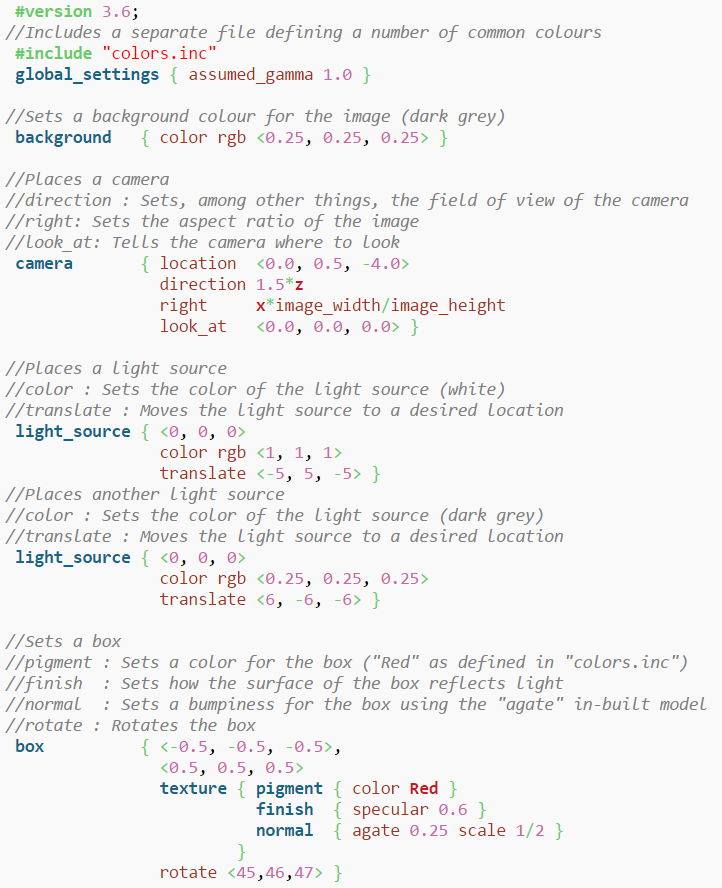 #version 3.6;
//Includes a separate file defining a number of common colours
#include "colors.inc"
global_settings { assumed_gamma 1.0 }

//Sets a background colour for the image (dark grey)
background   { color rgb <0.25, 0.25, 0.25> }

//Places a camera
//direction : Sets, among other things, the field of view of the camera
//right: Sets the aspect ratio of the image
//look_at: Tells the camera where to look
camera       { location  <0.0, 0.5, -4.0>
               direction 1.5*z
               right     x*image_width/image_height
               look_at   <0.0, 0.0, 0.0> }

//Places a light source
//color : Sets the color of the light source (white)
//translate : Moves the light source to a desired location
light_source { <0, 0, 0>
               color rgb <1, 1, 1>
               translate <-5, 5, -5> }
//Places another light source
//color : Sets the color of the light source (dark grey)
//translate : Moves the light source to a desired location
light_source { <0, 0, 0>
               color rgb <0.25, 0.25, 0.25>
               translate <6, -6, -6> }

//Sets a box
//pigment : Sets a color for the box ("Red" as defined in "colors.inc")
//finish  : Sets how the surface of the box reflects light
//normal  : Sets a bumpiness for the box using the "agate" in-built model
//rotate : Rotates the box
box          { <-0.5, -0.5, -0.5>,
               <0.5, 0.5, 0.5>
               texture { pigment { color Red }
                         finish  { specular 0.6 }
                         normal  { agate 0.25 scale 1/2 }
                       }
               rotate <45,46,47> }